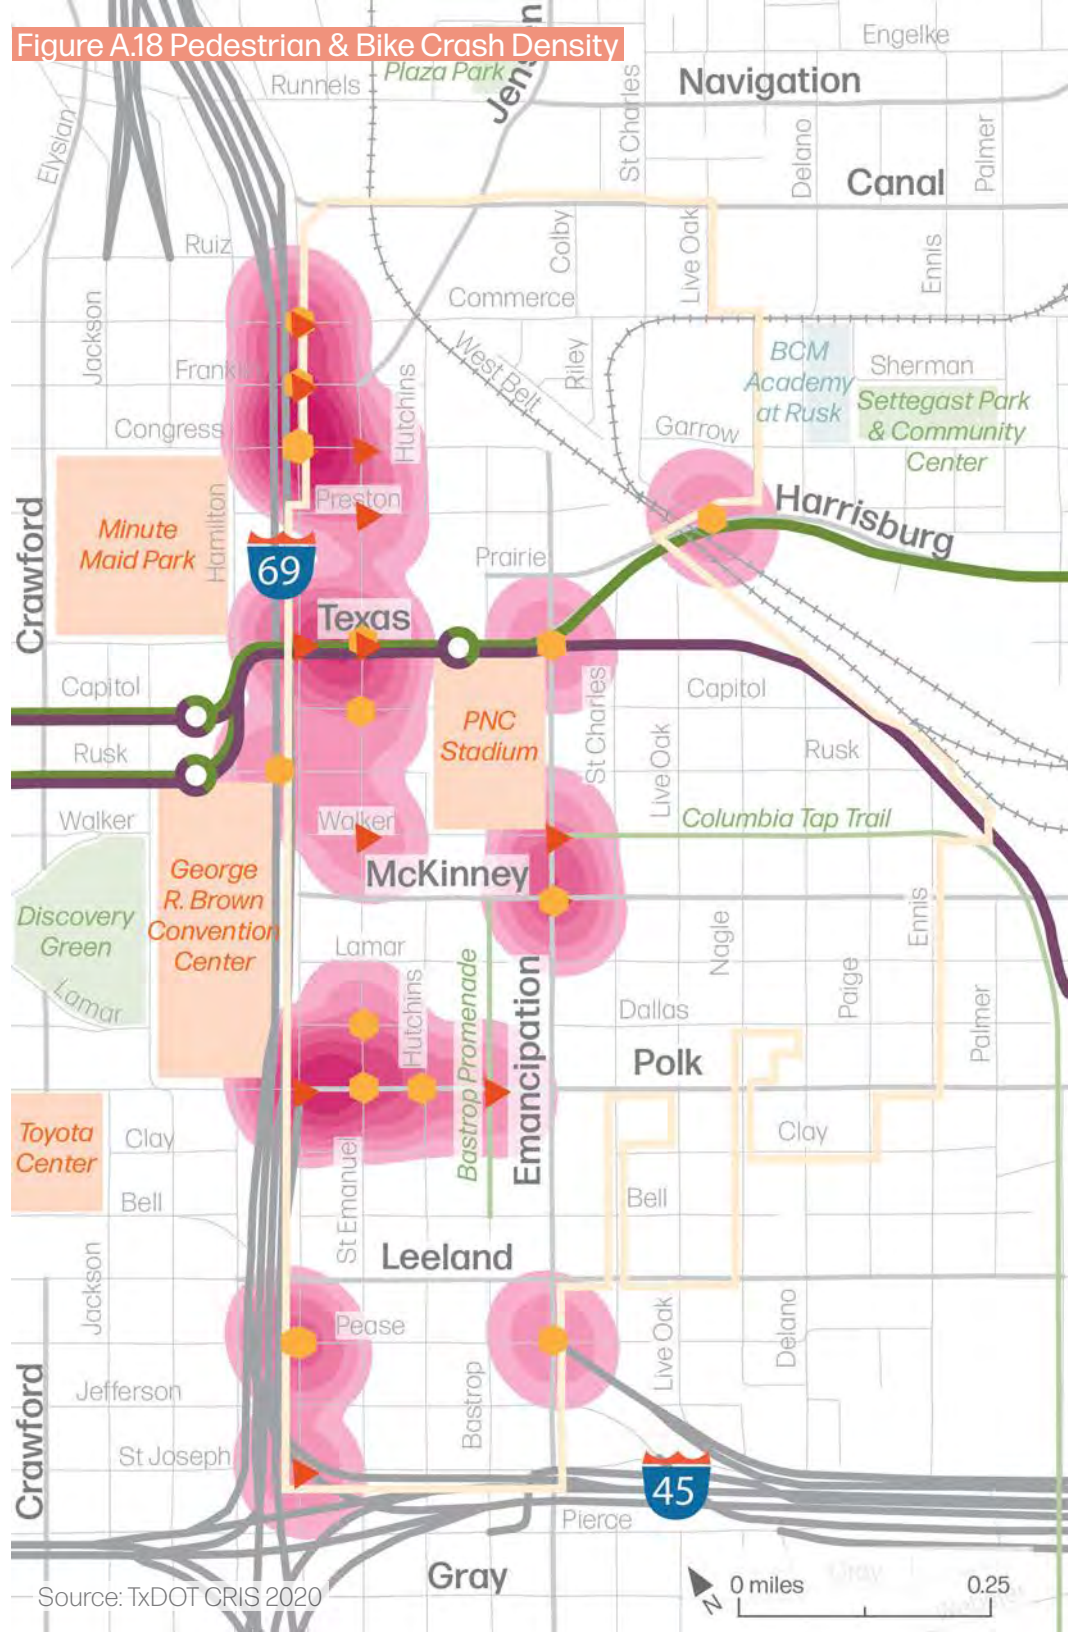 Figure A.18 Pedestrian & Bike Crash Density
Engelke
Plaza Park
Runnels
Navigation
St Charles
Elysian
Delano
Palmer
Canal
Ruiz
Colby
Live Oak
Ennis
Commerce
Jackson
West Belt
Riley
BCM
Academy
at Rusk
Sherman
Settegast Park
& Community
Center
Hutchins
Congress
Garrow
Crawford
Hamilton
Preston
Harrisburg
Minute
Maid Park
69
Prairie
Texas
Capitol
St Charles
Capitol
PNC
Stadium
Rusk
Live Oak
Rusk
Walker
Walker
Columbia Tap Trail
George
R. Brown
Convention
Center
McKinney
Discovery
Green
Lamar
Lamar
Nagle
Ennis
Hutchins
Bastrop Promenade
Emancipation
Dallas
Paige
Palmer
Polk
Toyota
Center
Clay
Clay
St Emanuel
Bell
Bell
Leeland
Jackson
Pease
Live Oak
Delano
Crawford
Jefferson
Bastrop
St Joseph
45
Pierce
Gray
N
0 miles
0.25
Source: TxDOT CRIS 2020